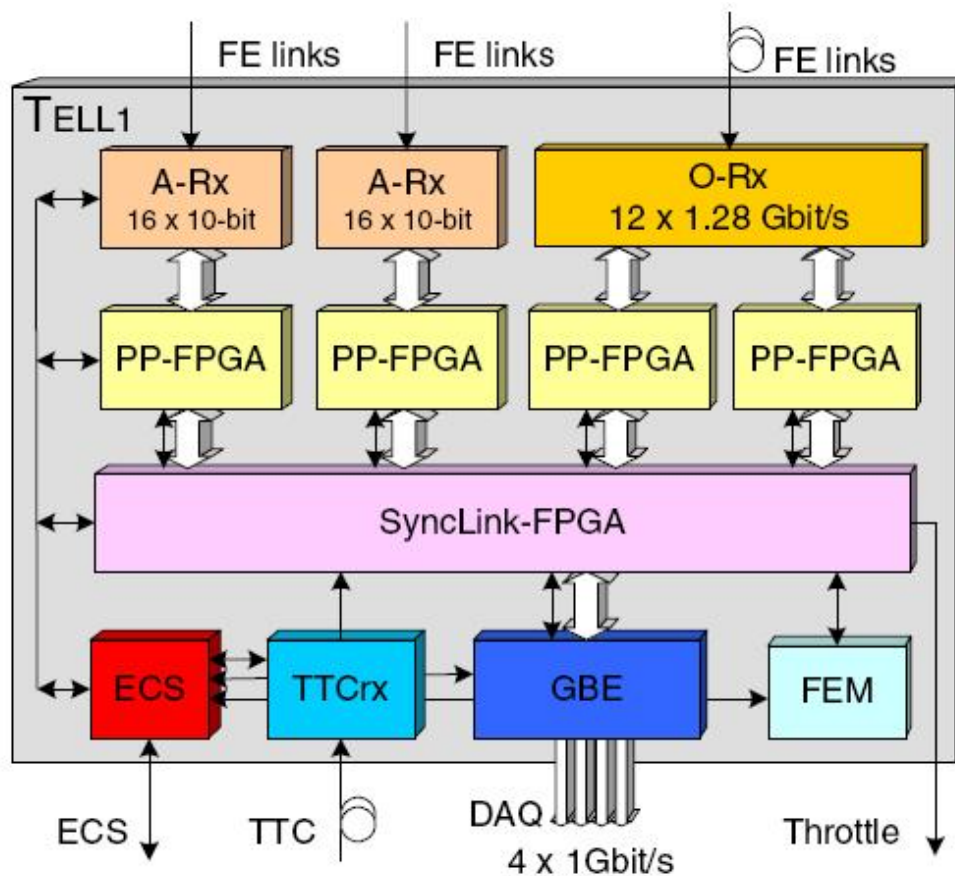 FE links
FE links
FE links
TELL1
A-Rx
16 x 10-bit
A-Rx
16 x 10-bit
O-Rx
12 x 1.28 Gbit/s
PP-FPGA
PP-FPGA
PP-FPGA
PP-FPGA
SyncLink-FPGA
ECS
TTCrx
GBE
FEM
ECS
TTC
DAQ
4 x 1Gbit/s
Throttle